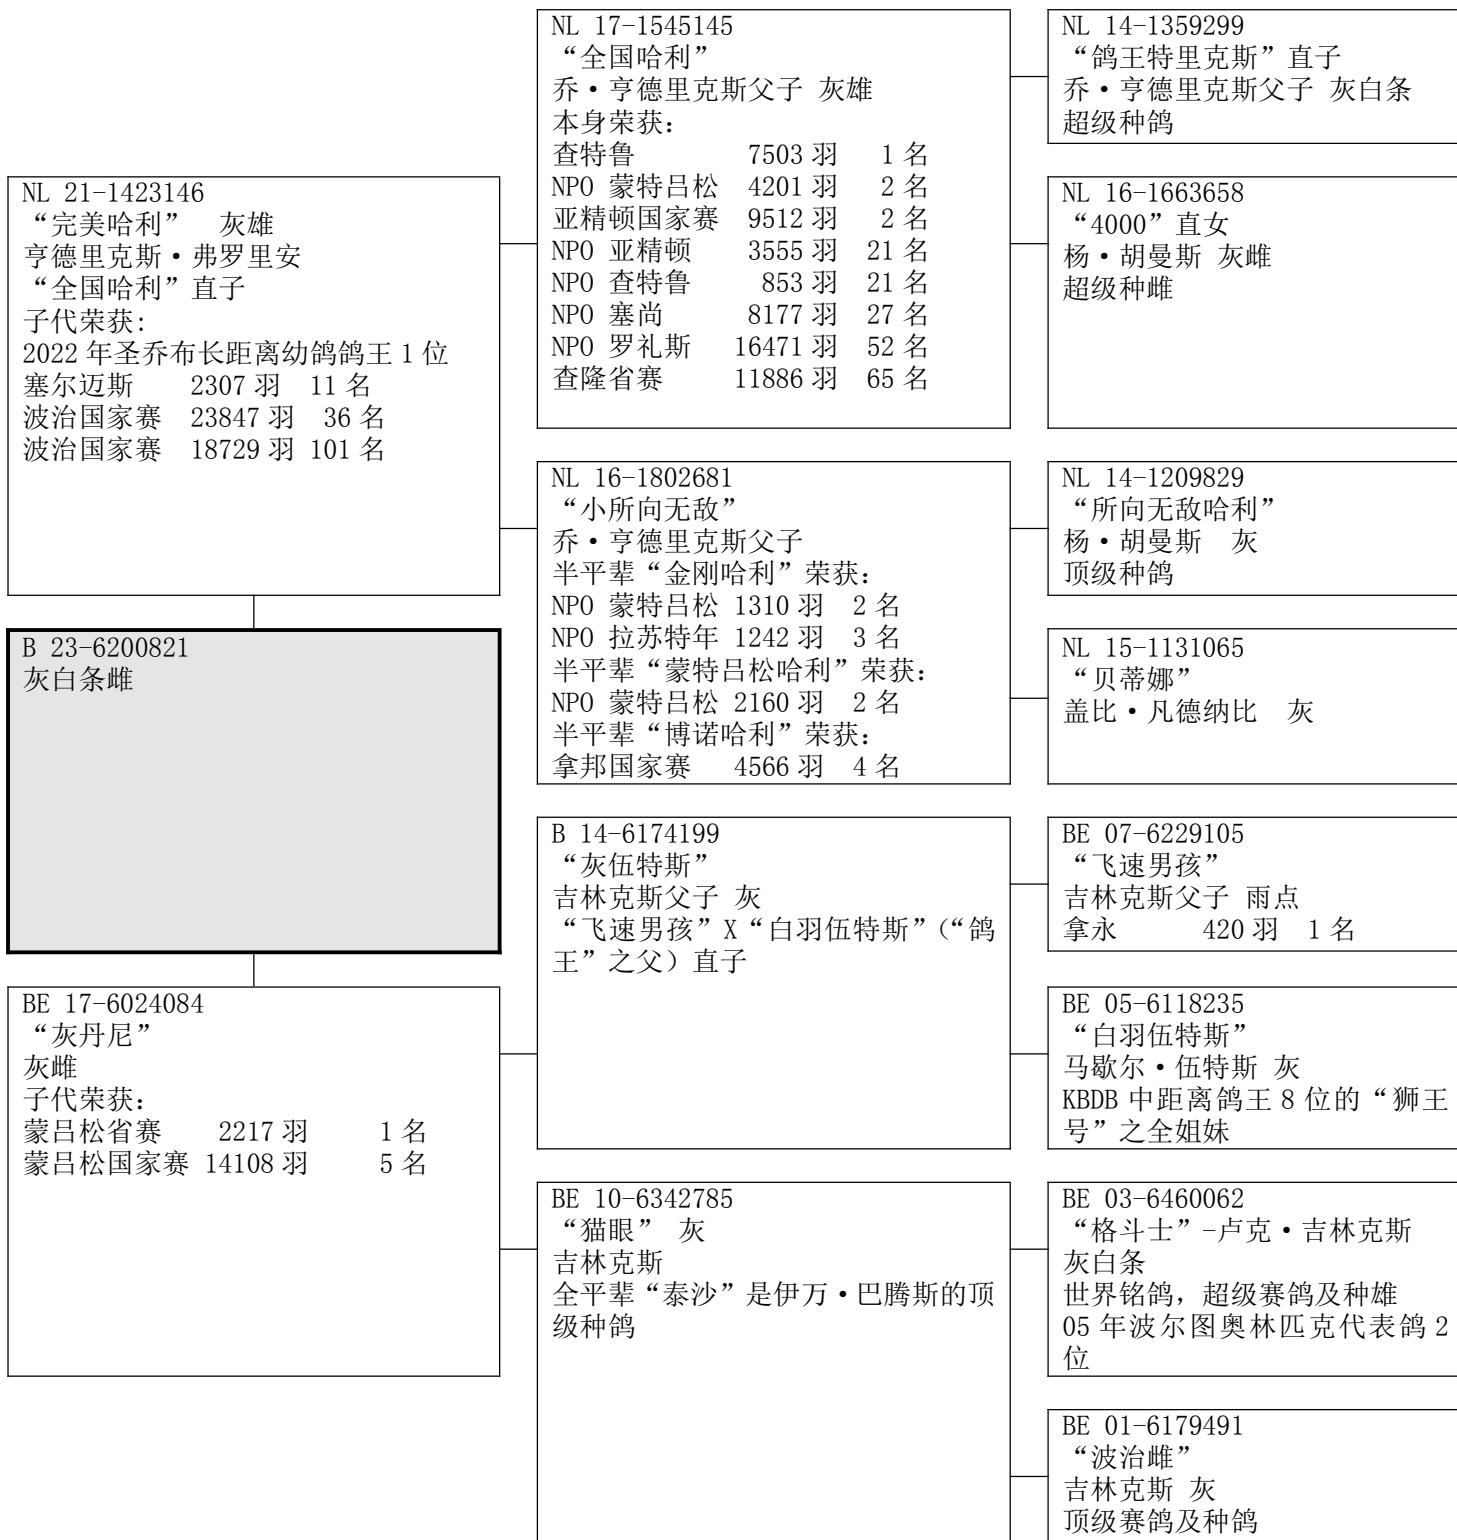 NL 21-1423146
“完美哈利” 灰雄
亨德里克斯•弗罗里安
“全国哈利”直子
子代荣获:
2022 年圣乔布长距离幼鸽鸽王 1 位
塞尔迈斯 2307 羽 11 名
波治国家赛 23847 羽 36 名
波治国家赛 18729 羽 101 名
B 23-6200821
灰白条雌
BE 17-6024084
“灰丹尼”
灰雌
子代荣获：
蒙吕松省赛 2217 羽 1 名
蒙吕松国家赛 14108 羽 5 名
NL 17-1545145
“全国哈利”
乔•亨德里克斯父子 灰雄
本身荣获：
查特鲁 7503 羽 1 名
NPO 蒙特吕松 4201 羽 2 名
亚精顿国家赛 9512 羽 2 名
NPO 亚精顿 3555 羽 21 名
NPO 查特鲁 853 羽 21 名
NPO 塞尚 8177 羽 27 名
NPO 罗礼斯 16471 羽 52 名
查隆省赛 11886 羽 65 名
NL 16-1802681
“小所向无敌”
乔•亨德里克斯父子
半平辈“金刚哈利”荣获：
NPO 蒙特吕松 1310 羽 2 名
NPO 拉苏特年 1242 羽 3 名
半平辈“蒙特吕松哈利”荣获：
NPO 蒙特吕松 2160 羽 2 名
半平辈“博诺哈利”荣获：
拿邦国家赛 4566 羽 4 名
B 14-6174199
“灰伍特斯”
吉林克斯父子 灰
“飞速男孩”X“白羽伍特斯”（“鸽
王”之父）直子
BE 10-6342785
“猫眼” 灰
吉林克斯
全平辈“泰沙”是伊万•巴腾斯的顶
级种鸽
NL 14-1359299
“鸽王特里克斯”直子
乔•亨德里克斯父子 灰白条
超级种鸽
NL 16-1663658
“4000”直女
杨•胡曼斯 灰雌
超级种雌
NL 14-1209829
“所向无敌哈利”
杨•胡曼斯 灰
顶级种鸽
NL 15-1131065
“贝蒂娜”
盖比•凡德纳比 灰
BE 07-6229105
“飞速男孩”
吉林克斯父子 雨点
拿永 420 羽 1 名
BE 05-6118235
“白羽伍特斯”
马歇尔•伍特斯 灰
KBDB 中距离鸽王 8 位的“狮王
号”之全姐妹
BE 03-6460062
“格斗士”-卢克•吉林克斯
灰白条
世界铭鸽，超级赛鸽及种雄
05 年波尔图奥林匹克代表鸽 2
位
BE 01-6179491
“波治雌”
吉林克斯 灰
顶级赛鸽及种鸽